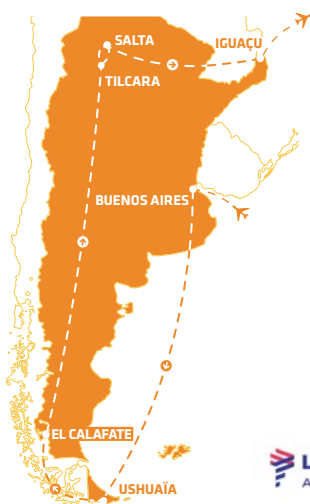 SALTA
IGUAÇU
TILCARA
BUENOS AIRES
EL CALAFATE
USHUAÏA